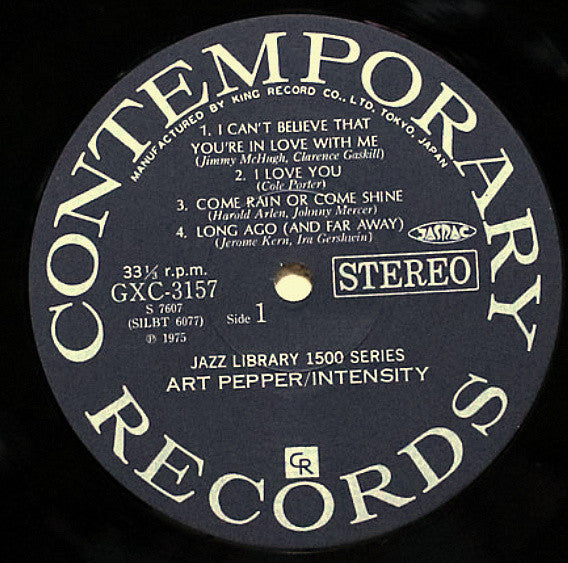 CONTEMPORARY
MANUFACTURED BY KING RECORD CO., LTD. TOKYO, JAPAN
1. I CAN'T BELIEVE THAT
YOU'RE IN LOVE WITH ME
(Jimmy McHugh, Clarence Gaskill)
2. I LOVE YOU
(Cole Porter)
3. COME RAIN OR COME SHINE
(Harold Arlen, Johnny Mercer)
4. LONG AGO (AND FAR AWAY)
(Jerome Kern, Ira Gershwin)
JASRAC
33⅓ r.p.m.
STEREO
GXC-3157
S 7607
(SILBT 6077)
Side 1
℗ 1975
JAZZ LIBRARY 1500 SERIES
ART PEPPER/INTENSITY
CR
RECORDS